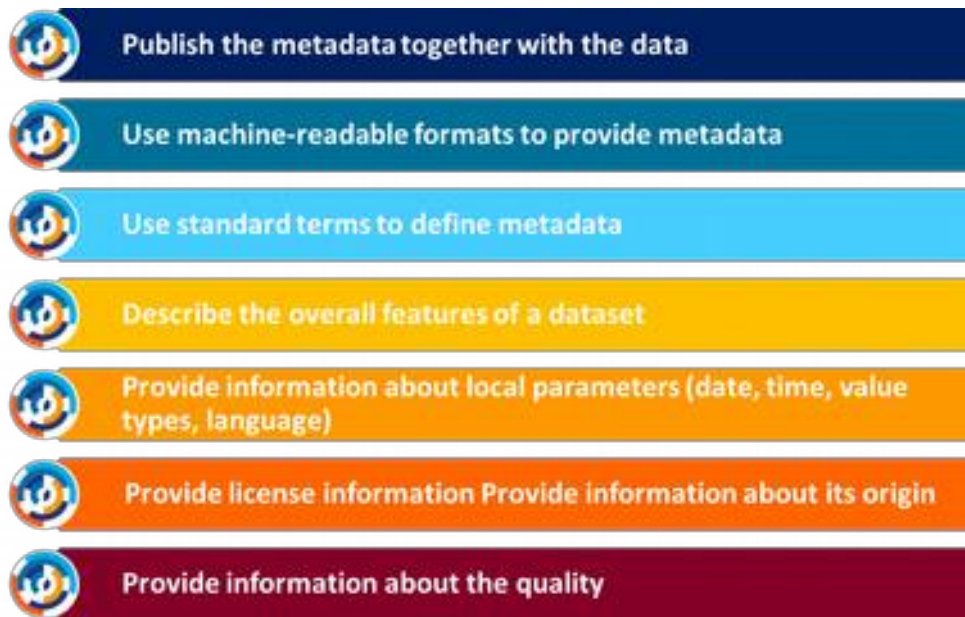 Publish the metadata together with the data
Use machine-readable formats to provide metadata
Use standard terms to define metadata
Describe the overall features of a dataset
Provide information about local parameters (date, time, value
types, language)
Provide license information Provide information about its origin
Provide information about the quality